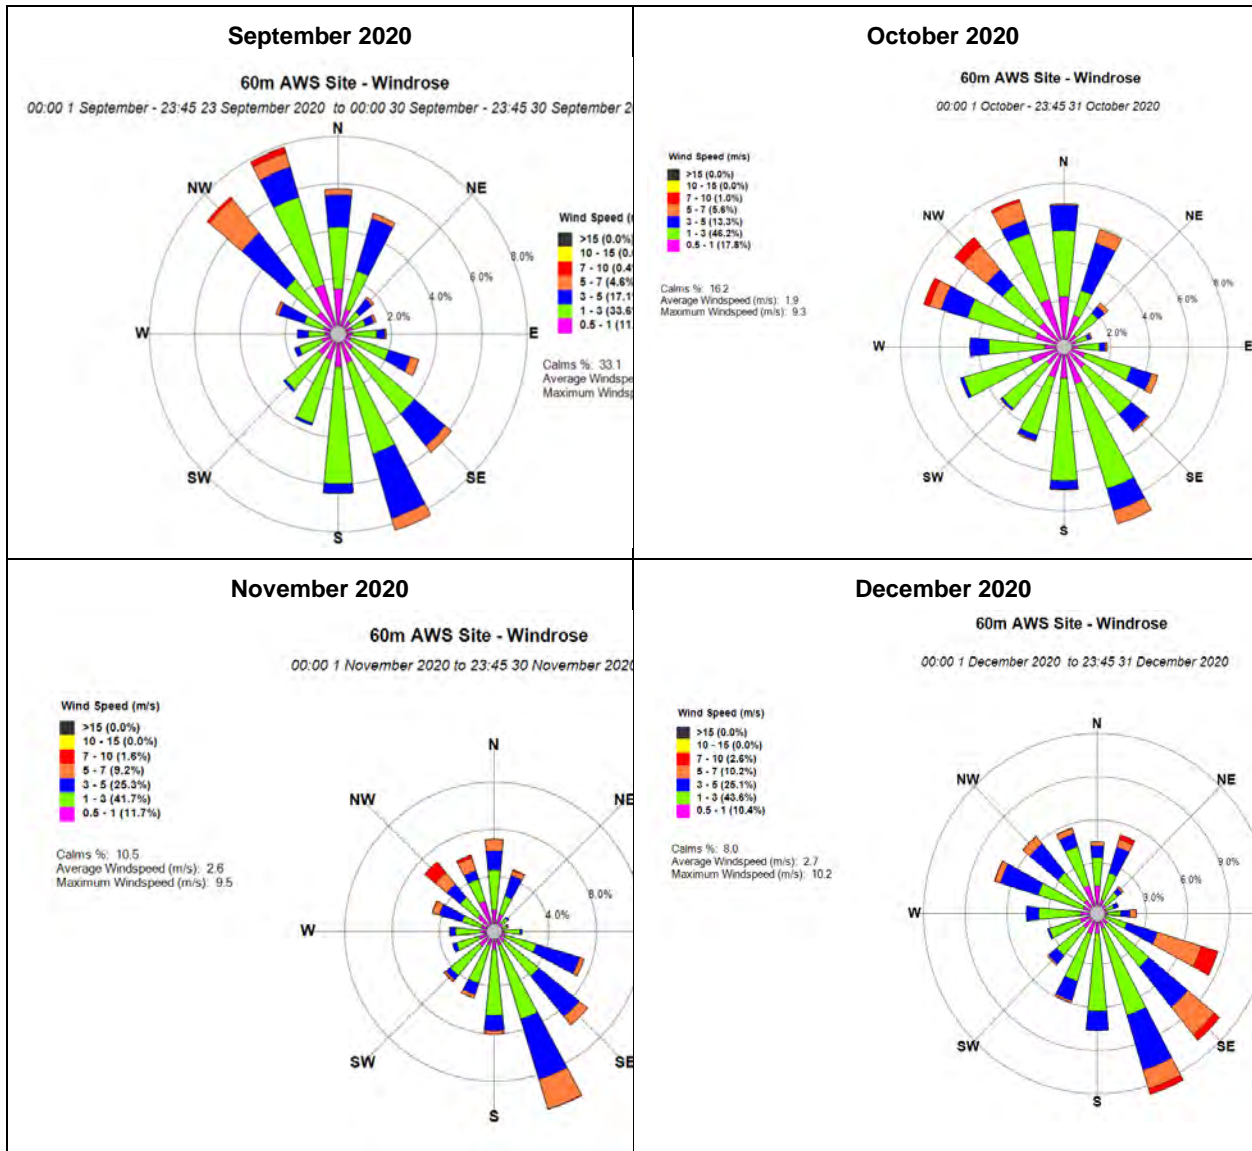 September 2020
60m AWS Site - Windrose
00:00 1 September - 23:45 23 September 2020 to 00:00 30 September - 23:45 30 September 2
N
NW
NE
W
E
SW
SE
S
8.0%
6.0%
4.0%
2.0%
Wind Speed (
>15 (0.0%)
10 - 15 (0.
7 - 10 (0.4
5 - 7 (4.6%
3 - 5 (17.1
1 - 3 (33.6
0.5 - 1 (11.
Calms %: 33.1
Average Windspe
Maximum Winds
October 2020
60m AWS Site - Windrose
00:00 1 October - 23:45 31 October 2020
Wind Speed (m/s)
>15 (0.0%)
10 - 15 (0.0%)
7 - 10 (1.0%)
5 - 7 (5.6%)
3 - 5 (13.3%)
1 - 3 (46.2%)
0.5 - 1 (17.8%)
Calms %: 16.2
Average Windspeed (m/s): 1.9
Maximum Windspeed (m/s): 9.3
N
NW
NE
W
E
SW
SE
S
8.0%
6.0%
4.0%
2.0%
November 2020
60m AWS Site - Windrose
00:00 1 November 2020 to 23:45 30 November 2020
Wind Speed (m/s)
>15 (0.0%)
10 - 15 (0.0%)
7 - 10 (1.6%)
5 - 7 (9.2%)
3 - 5 (25.3%)
1 - 3 (41.7%)
0.5 - 1 (11.7%)
Calms %: 10.5
Average Windspeed (m/s): 2.6
Maximum Windspeed (m/s): 9.5
N
NW
NE
W
SW
SE
S
8.0%
4.0%
December 2020
60m AWS Site - Windrose
00:00 1 December 2020 to 23:45 31 December 2020
Wind Speed (m/s)
>15 (0.0%)
10 - 15 (0.0%)
7 - 10 (2.6%)
5 - 7 (10.2%)
3 - 5 (25.1%)
1 - 3 (43.6%)
0.5 - 1 (10.4%)
Calms %: 8.0
Average Windspeed (m/s): 2.7
Maximum Windspeed (m/s): 10.2
N
NW
NE
W
SW
SE
S
9.0%
6.0%
3.0%